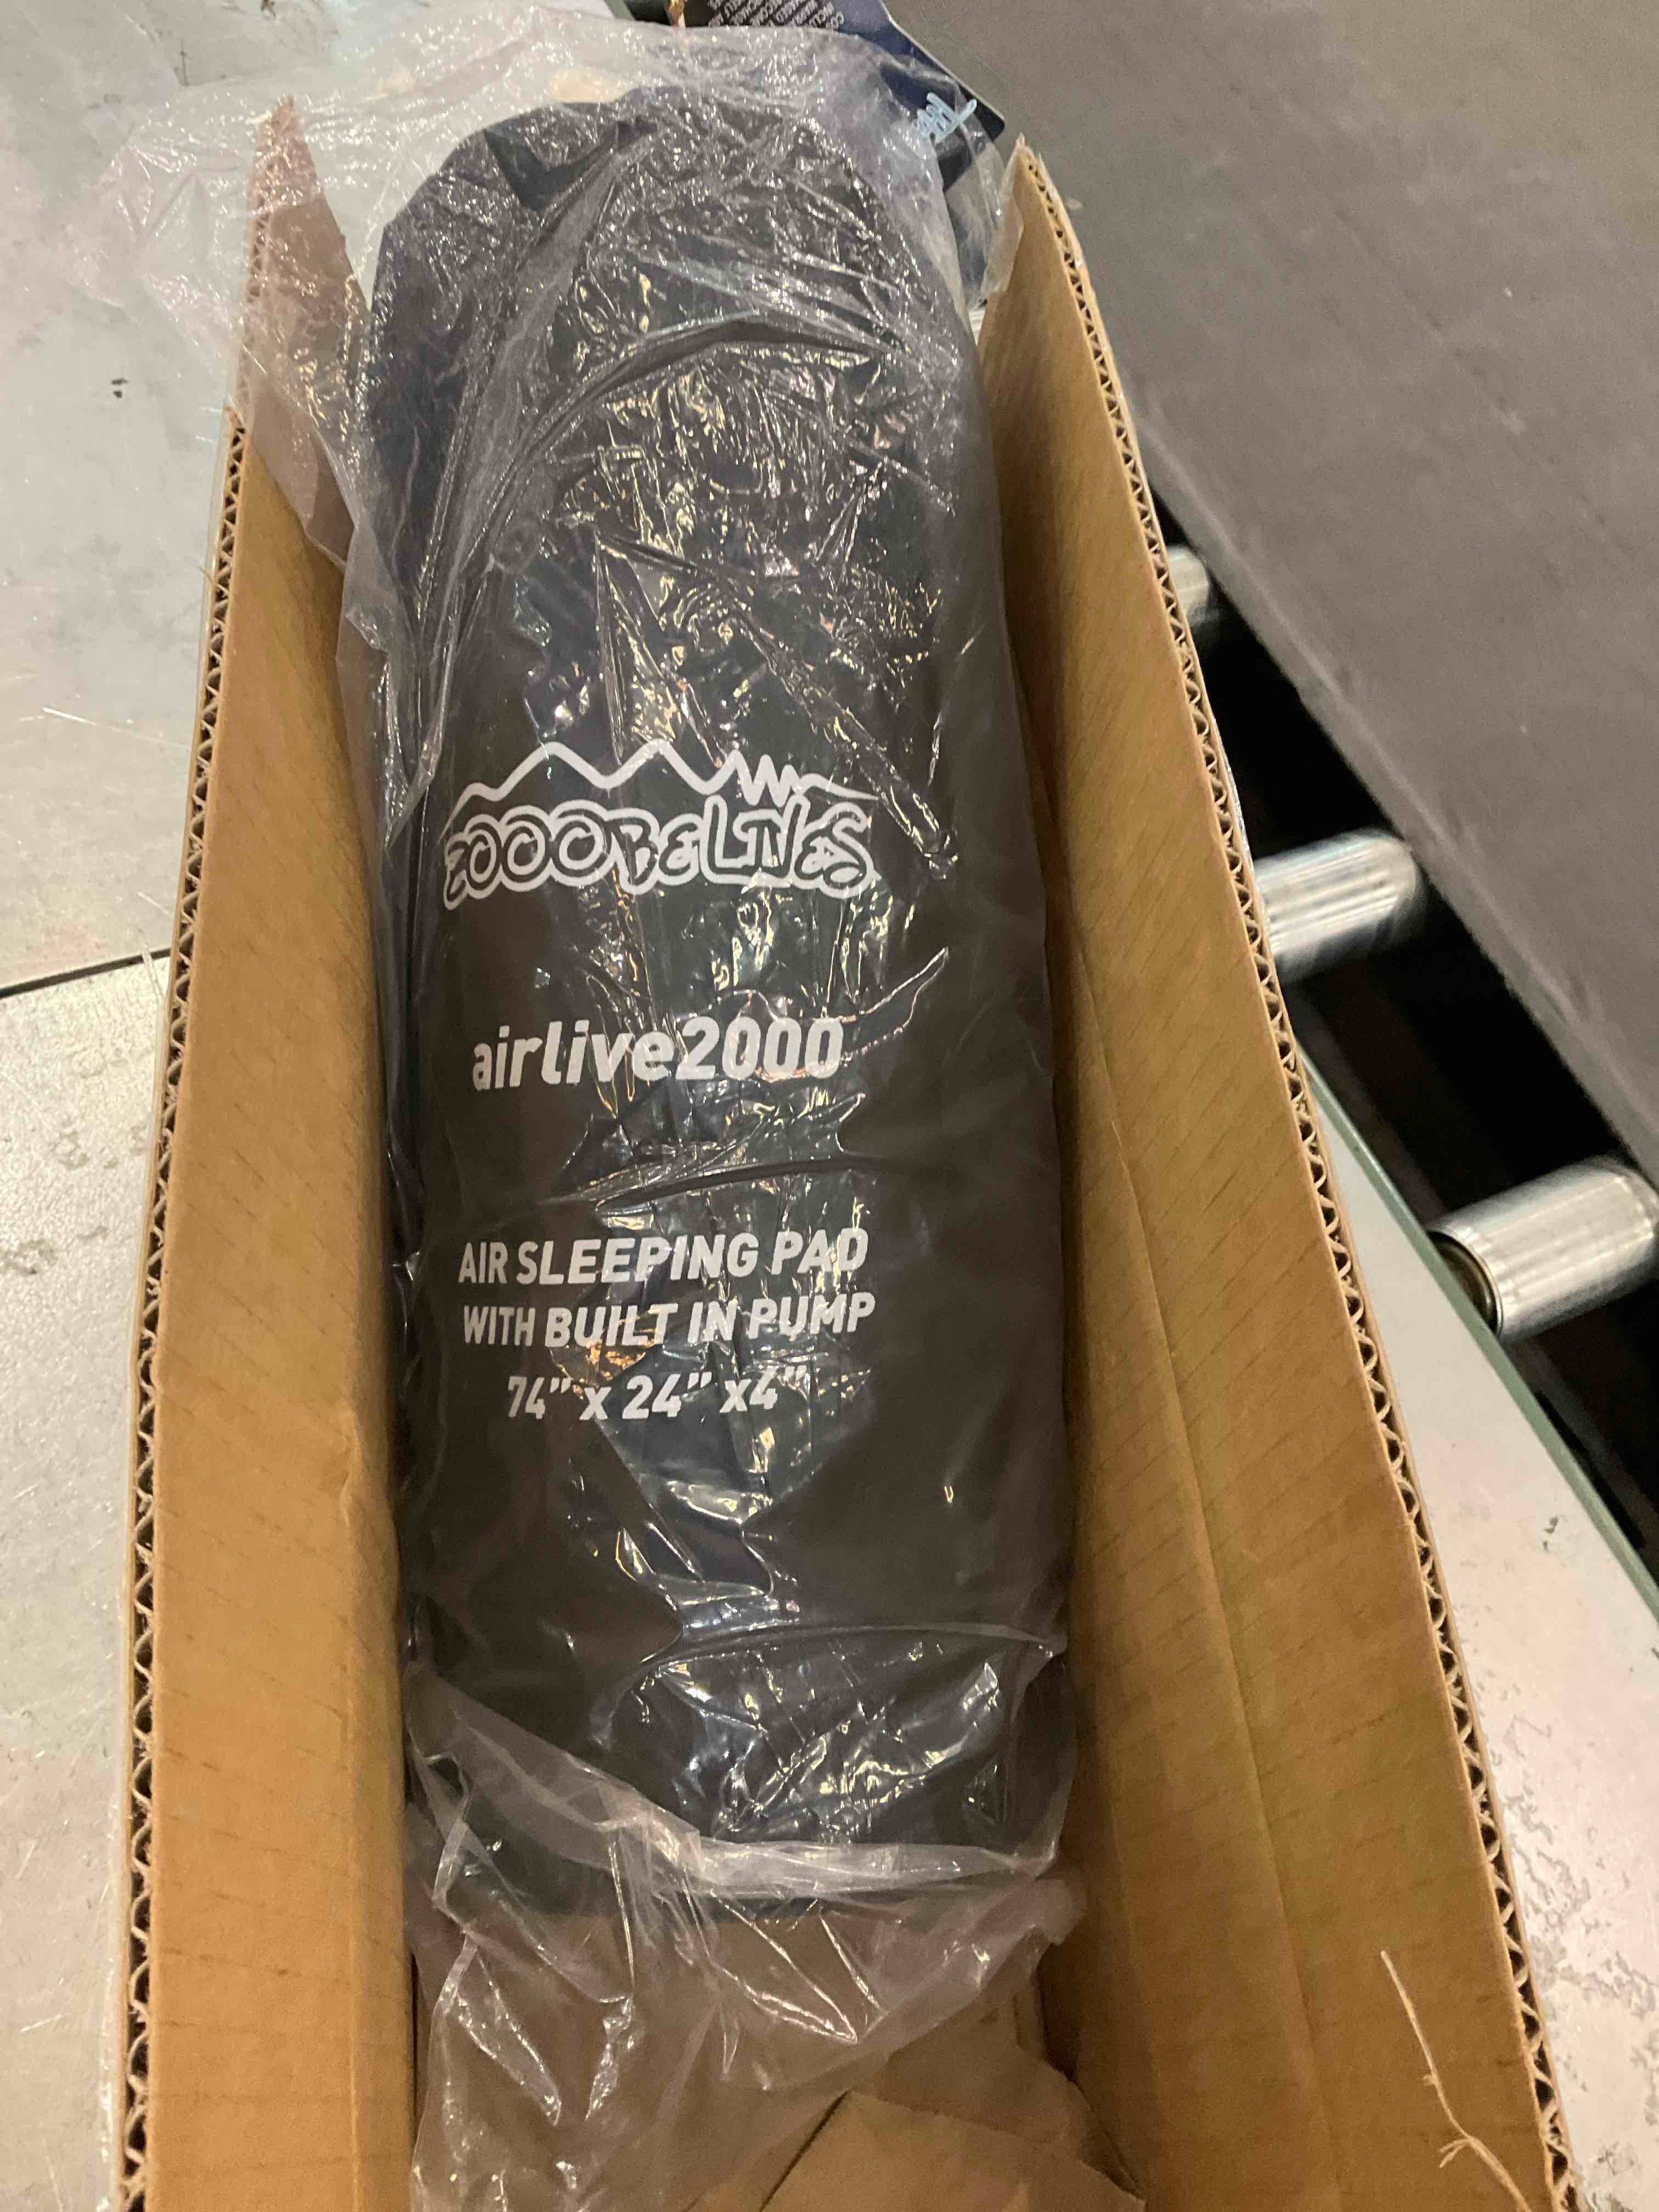 ZOOOBELIVES
airlive2000
AIR SLEEPING PAD
WITH BUILT IN PUMP
74” x 24” x4”